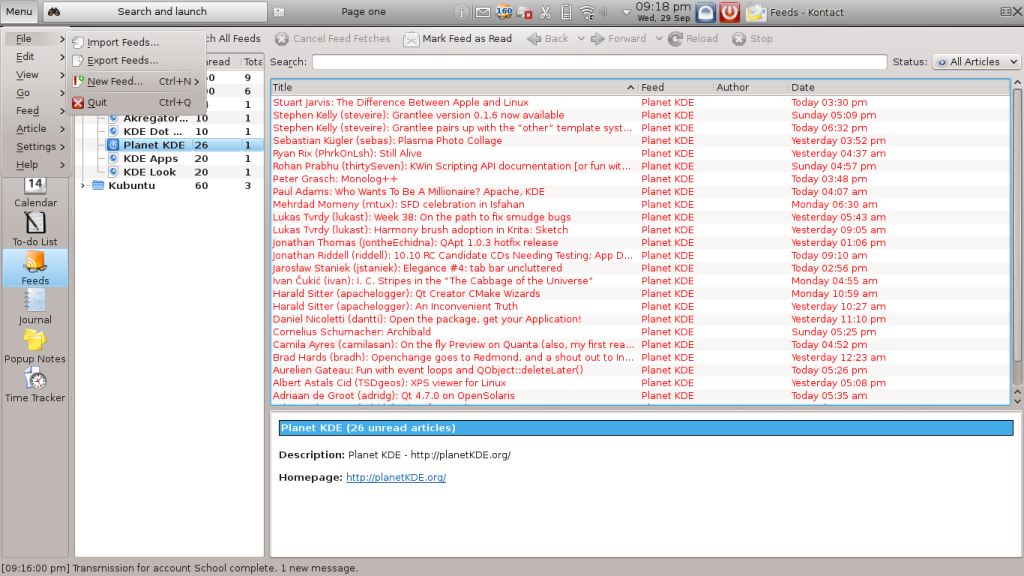 Menu Search and launch Page one 160 09:18 pm Wed, 29 Sep Feeds - Kontact
File
Edit
View
Go
Feed
Article
Settings
Help
Import Feeds...
Export Feeds...
New Feed... Ctrl+N
Quit Ctrl+Q
ch All Feeds Cancel Feed Fetches Mark Feed as Read Back Forward Reload Stop
Search: Status: All Articles
read Tota
9
6
1
Akregator... 10 1
KDE Dot ... 10 1
Planet KDE 26 1
KDE Apps 20 1
KDE Look 20 1
Kubuntu 60 3
14
Calendar
To-do List
Feeds
Journal
Popup Notes
Time Tracker
Title Feed Author Date
Stuart Jarvis: The Difference Between Apple and Linux Planet KDE Today 03:30 pm
Stephen Kelly (steveire): Grantlee version 0.1.6 now available Planet KDE Sunday 05:09 pm
Stephen Kelly (steveire): Grantlee pairs up with the “other” template syst... Planet KDE Today 06:32 pm
Sebastian Kügler (sebas): Plasma Photo Collage Planet KDE Yesterday 03:52 pm
Ryan Rix (PhrkOnLsh): Still Alive Planet KDE Yesterday 04:37 am
Rohan Prabhu (thirtySeven): KWin Scripting API documentation [or fun wit... Planet KDE Sunday 04:57 pm
Peter Grasch: Monolog++ Planet KDE Today 03:48 pm
Paul Adams: Who Wants To Be A Millionaire? Apache, KDE Planet KDE Today 04:07 am
Mehrdad Momeny (mtux): SFD celebration in Isfahan Planet KDE Monday 06:30 am
Lukas Tvrdy (lukast): Week 38: On the path to fix smudge bugs Planet KDE Yesterday 05:43 am
Lukas Tvrdy (lukast): Harmony brush adoption in Krita: Sketch Planet KDE Yesterday 09:05 am
Jonathan Thomas (JontheEchidna): QApt 1.0.3 hotfix release Planet KDE Yesterday 01:06 pm
Jonathan Riddell (riddell): 10.10 RC Candidate CDs Needing Testing; App D... Planet KDE Today 09:10 am
Jarosław Staniek (jstaniek): Elegance #4: tab bar uncluttered Planet KDE Today 02:56 pm
Ivan Čukić (ivan): I. C. Stripes in the “The Cabbage of the Universe” Planet KDE Monday 04:55 am
Harald Sitter (apachelogger): Qt Creator CMake Wizards Planet KDE Monday 10:59 am
Harald Sitter (apachelogger): An Inconvenient Truth Planet KDE Yesterday 10:27 am
Daniel Nicoletti (dantti): Open the package, get your Application! Planet KDE Yesterday 11:10 pm
Cornelius Schumacher: Archibald Planet KDE Sunday 05:25 pm
Camila Ayres (camilasan): On the fly Preview on Quanta (also, my first rea... Planet KDE Today 04:52 pm
Brad Hards (bradh): Openchange goes to Redmond, and a shout out to In... Planet KDE Yesterday 12:23 am
Aurelien Gateau: Fun with event loops and QObject::deleteLater() Planet KDE Today 05:26 pm
Albert Astals Cid (TSDgeos): XPS viewer for Linux Planet KDE Yesterday 05:08 pm
Adriaan de Groot (adridg): Qt 4.7.0 on OpenSolaris Planet KDE Today 05:35 am
Planet KDE (26 unread articles)
Description: Planet KDE - http://planetKDE.org/
Homepage: http://planetKDE.org/
[09:16:00 pm] Transmission for account School complete. 1 new message.